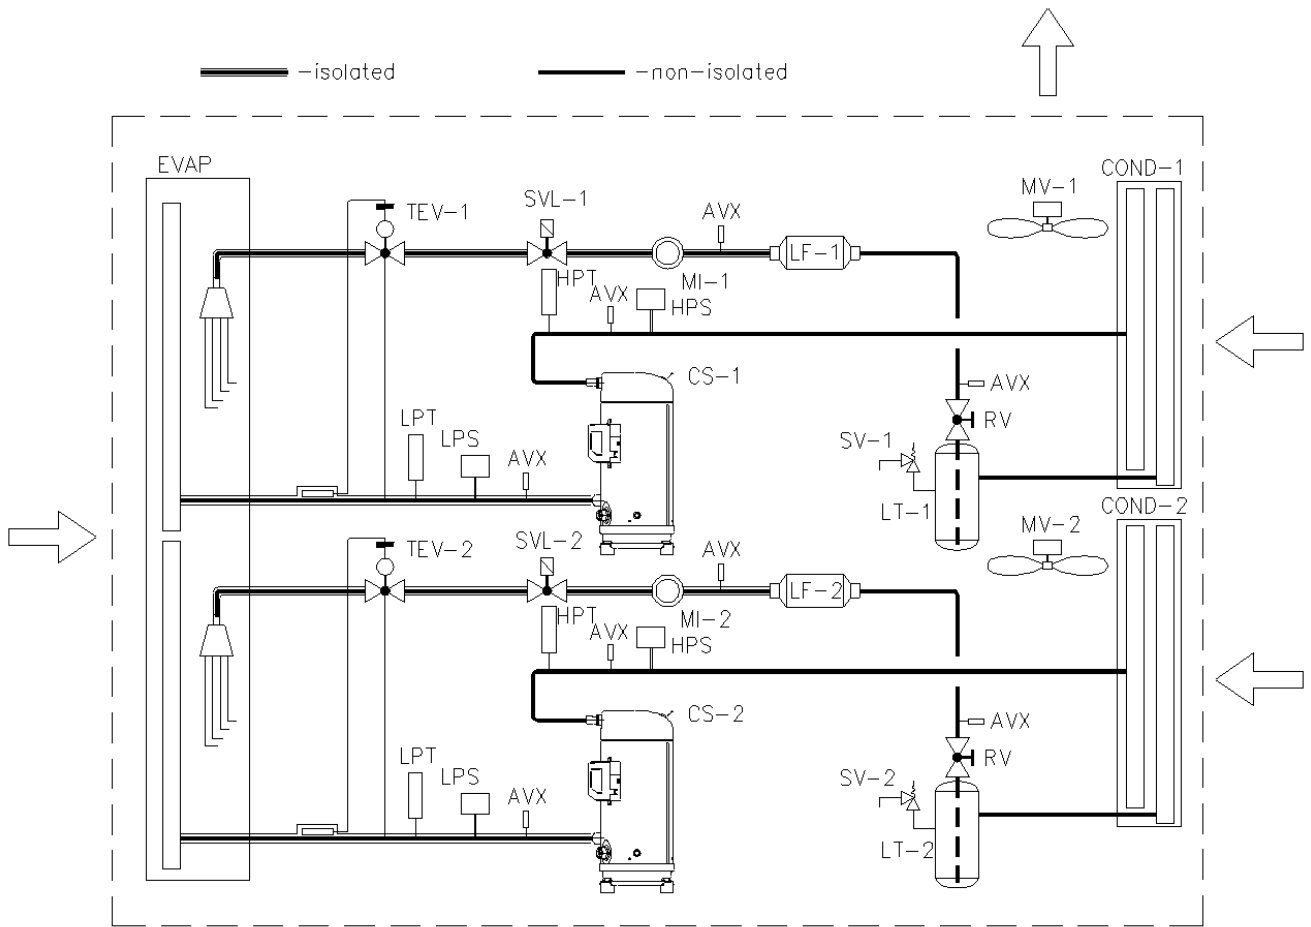 -isolated
-non-isolated
EVAP
COND-1
MV-1
SVL-1
TEV-1
AVX
LF-1
HPT
AVX
MI-1
HPS
CS-1
AVX
LPT
RV
LPS
SV-1
AVX
LT-1
COND-2
MV-2
SVL-2
TEV-2
AVX
LF-2
HPT
AVX
MI-2
HPS
CS-2
AVX
LPT
RV
LPS
SV-2
AVX
LT-2